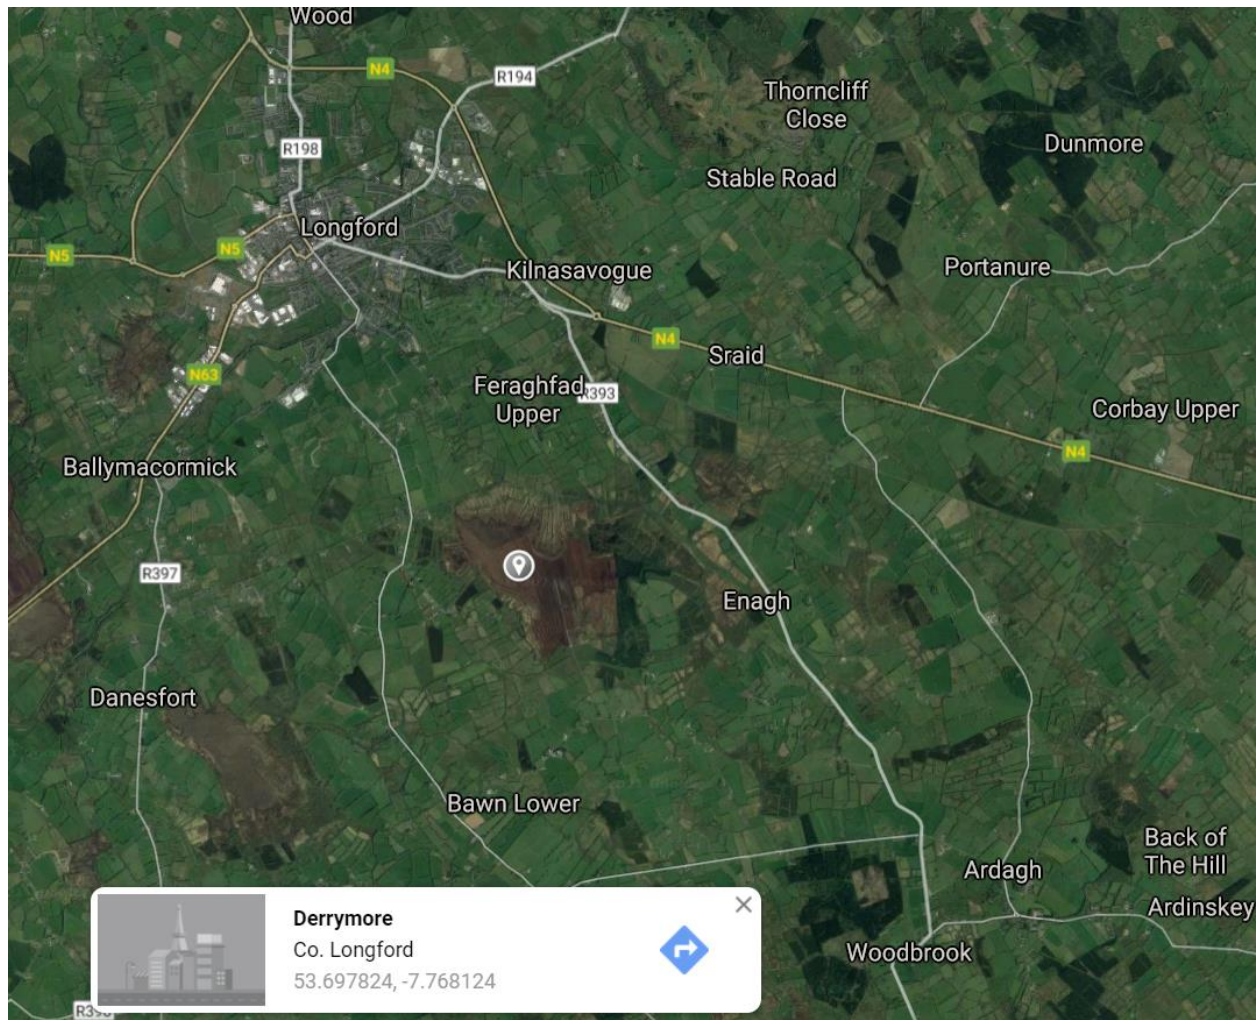 Wood
N4
R194
Thorncliff
Close
Dunmore
R198
Stable Road
Longford
N5
N5
Kilnasavogue
Portanure
N4
Sraid
N63
Feraghfad
Upper
R393
Corbay Upper
N4
Ballymacormick
R397
Enagh
Danesfort
Bawn Lower
Back of
The Hill
Ardagh
Ardinskey
Woodbrook
Derrymore
Co. Longford
53.697824, -7.768124